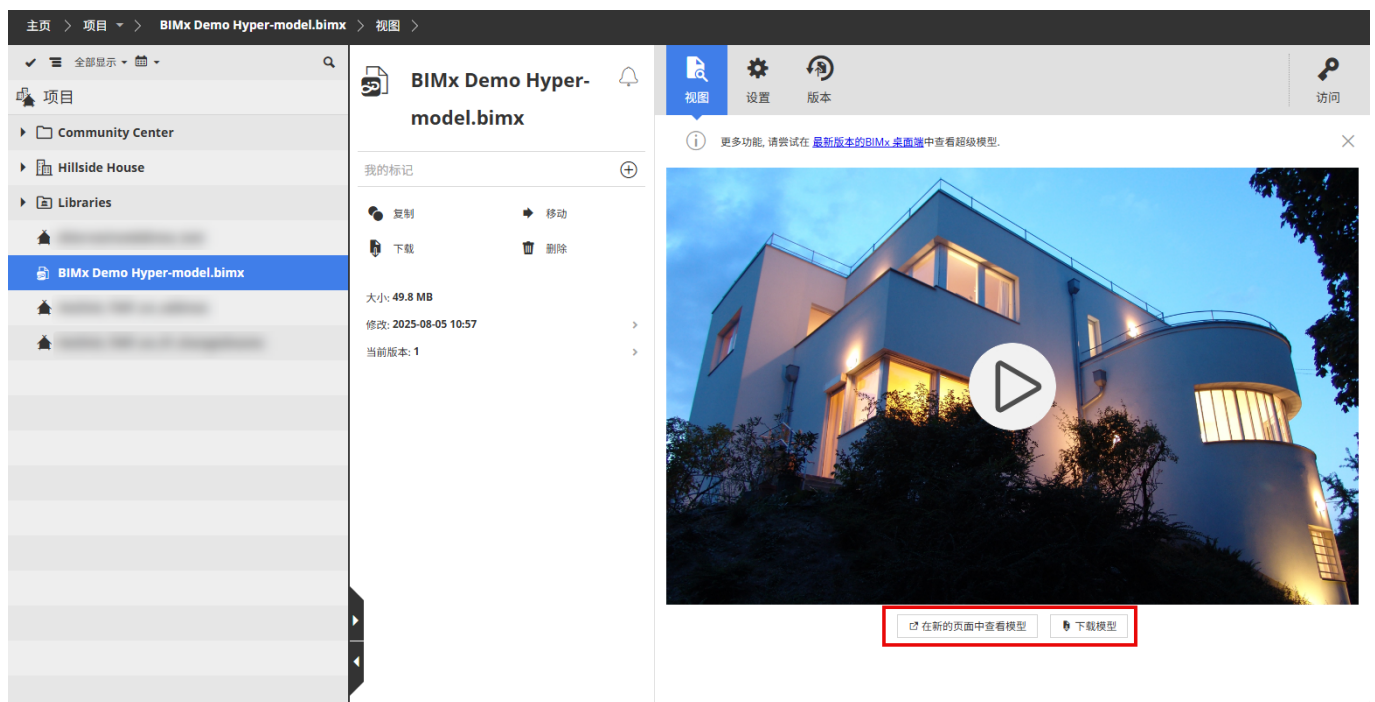 主页 项目 BIMx Demo Hyper-model.bimx 视图
全部显示
项目
Community Center
Hillside House
Libraries
BIMx Demo Hyper-model.bimx
BIMx Demo Hyper-
model.bimx
我的标记
复制 移动
下载 删除
大小: 49.8 MB
修改: 2025-08-05 10:57
当前版本: 1
视图 设置 版本 访问
更多功能, 请尝试在 最新版本的BIMx 桌面端中查看超级模型.
在新的页面中查看模型 下载模型